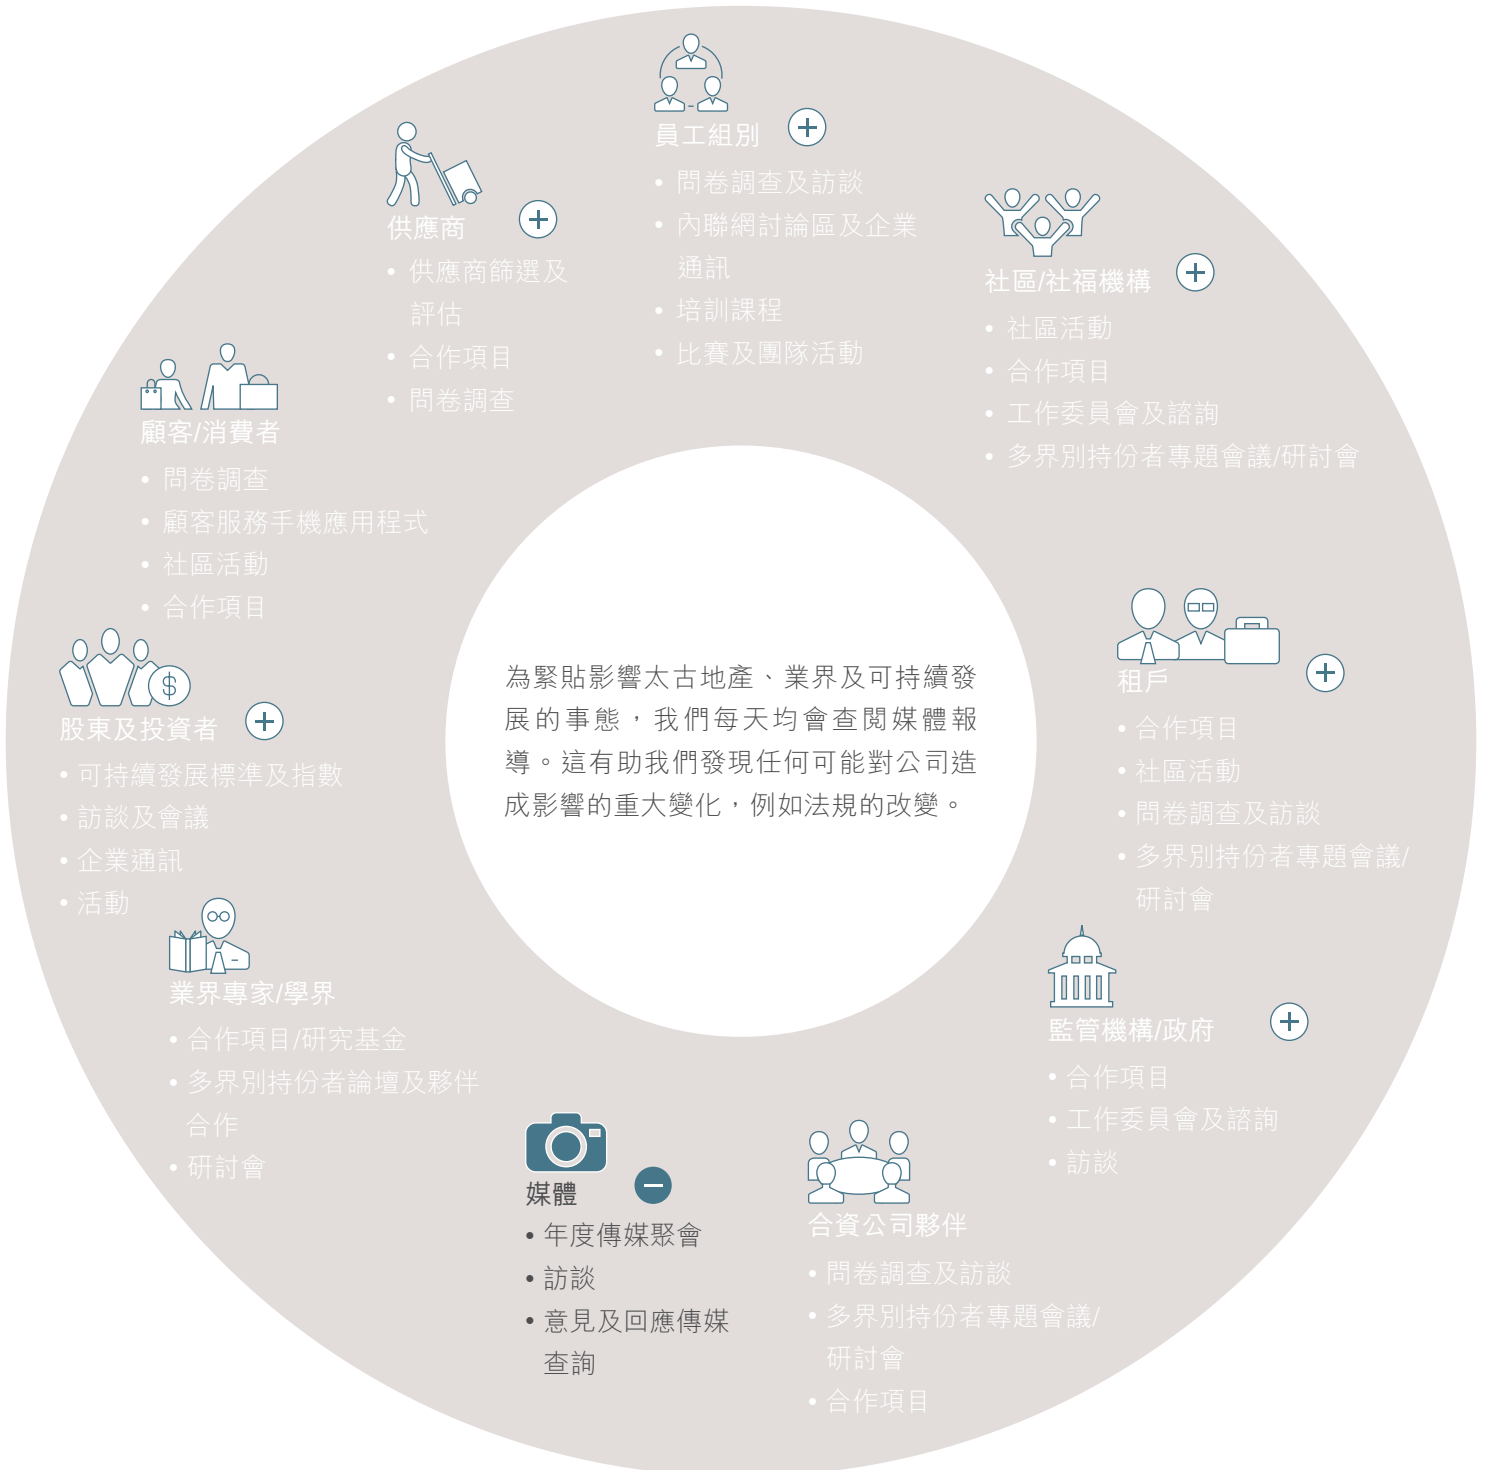 員工組別
• 問卷調查及訪談
• 內聯網討論區及企業
通訊
• 培訓課程
• 比賽及團隊活動
供應商
• 供應商篩選及
評估
• 合作項目
• 問卷調查
社區/社福機構
• 社區活動
• 合作項目
• 工作委員會及諮詢
• 多界別持份者專題會議/研討會
顧客/消費者
• 問卷調查
• 顧客服務手機應用程式
• 社區活動
• 合作項目
租戶
• 合作項目
• 社區活動
• 問卷調查及訪談
• 多界別持份者專題會議/
研討會
股東及投資者
• 可持續發展標準及指數
• 訪談及會議
• 企業通訊
• 活動
為緊貼影響太古地產、業界及可持續發
展的事態，我們每天均會查閱媒體報
導。這有助我們發現任何可能對公司造
成影響的重大變化，例如法規的改變。
業界專家/學界
• 合作項目/研究基金
• 多界別持份者論壇及夥伴
合作
• 研討會
監管機構/政府
• 合作項目
• 工作委員會及諮詢
• 訪談
媒體
• 年度傳媒聚會
• 訪談
• 意見及回應傳媒
查詢
合資公司夥伴
• 問卷調查及訪談
• 多界別持份者專題會議/
研討會
• 合作項目